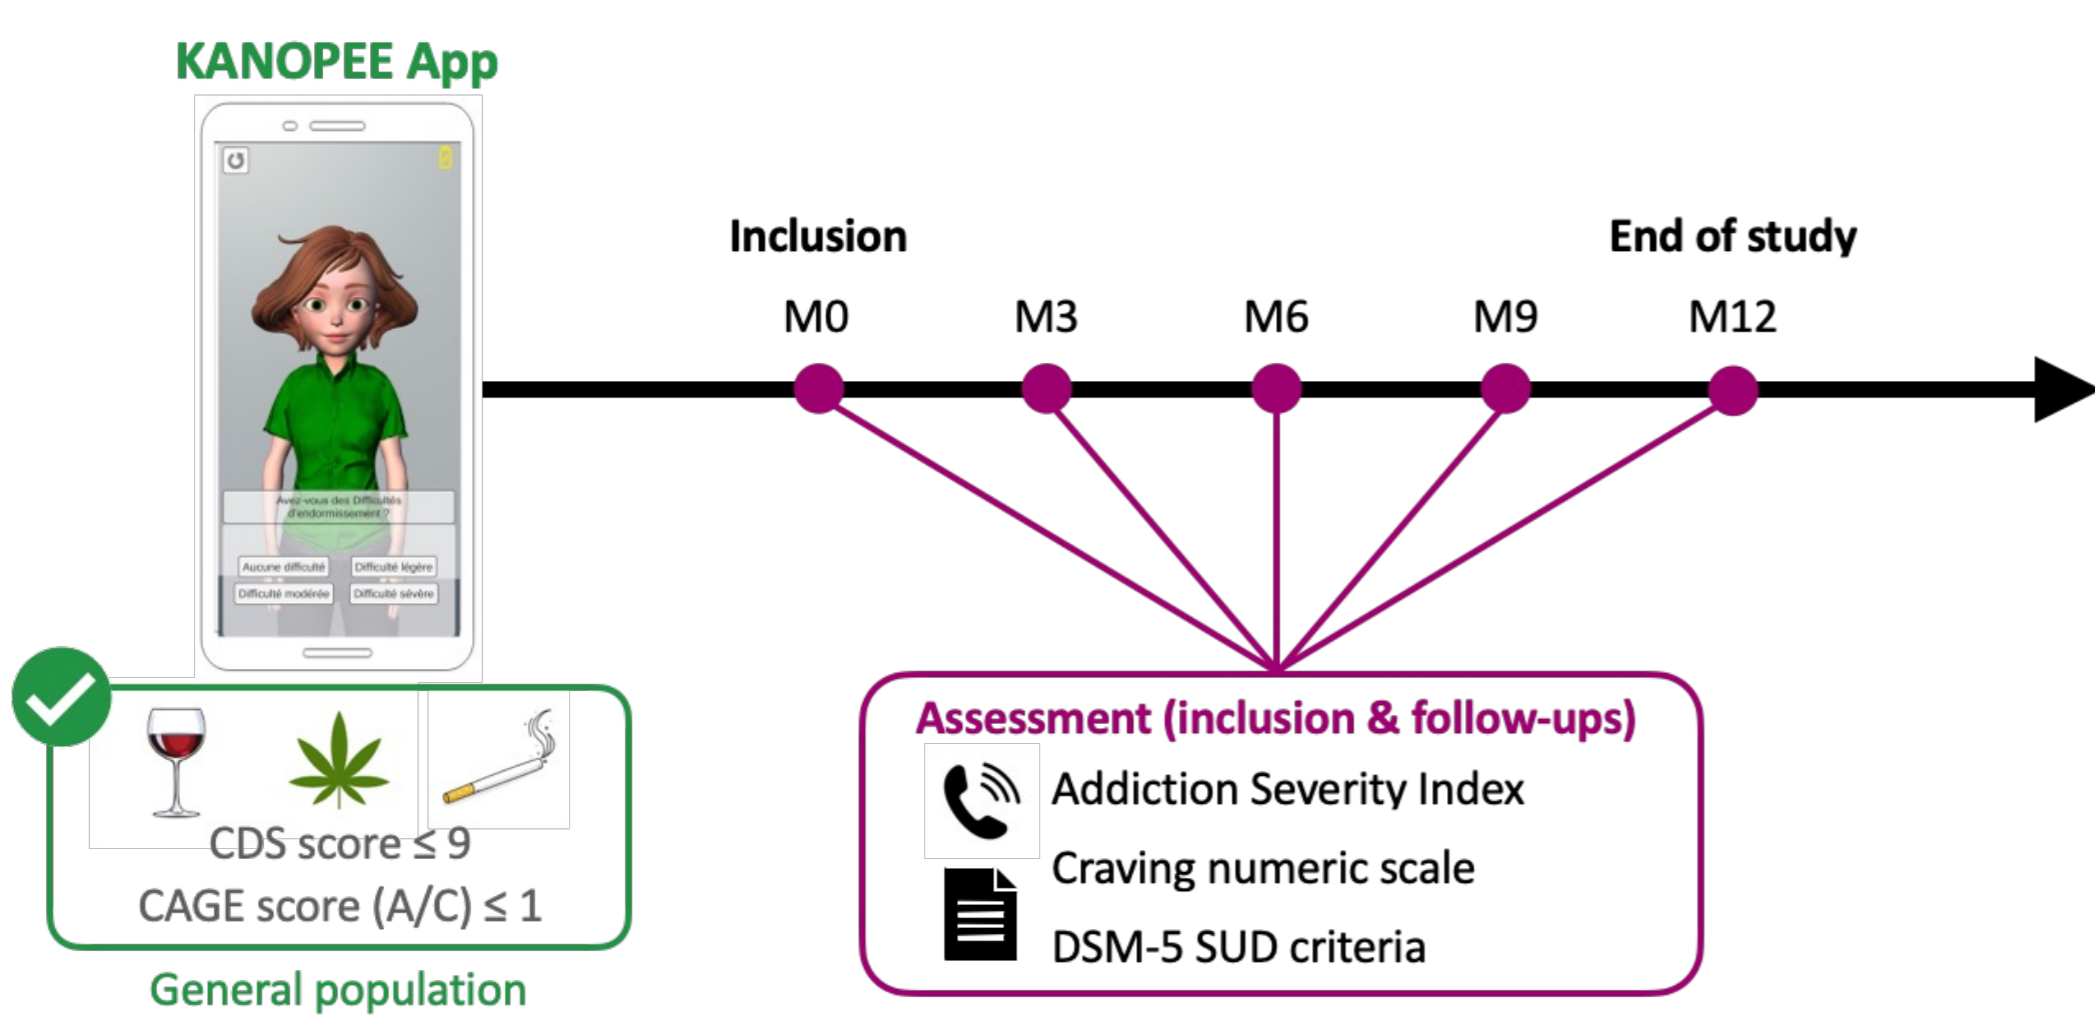 KANOPEE App
Avez-vous des Difficultés
d'endormissement ?
Aucune difficulté
Difficulté légère
Difficulté modérée
Difficulté sévère
CDS score ≤ 9
CAGE score (A/C) ≤ 1
General population
Inclusion
End of study
M0
M3
M6
M9
M12
Assessment (inclusion & follow-ups)
Addiction Severity Index
Craving numeric scale
DSM-5 SUD criteria